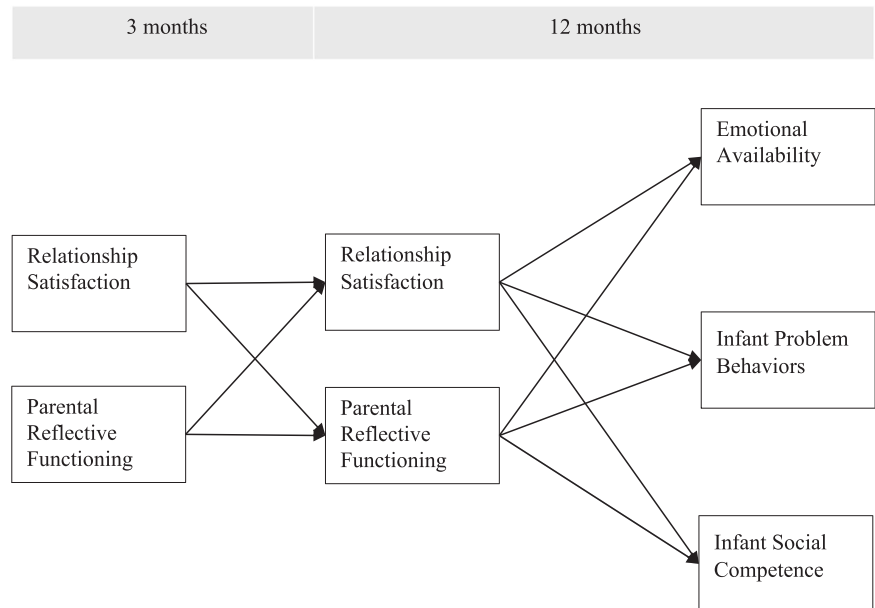 3 months
12 months
Emotional
Availability
Relationship
Satisfaction
Relationship
Satisfaction
Infant Problem
Behaviors
Parental
Reflective
Functioning
Parental
Reflective
Functioning
Infant Social
Competence